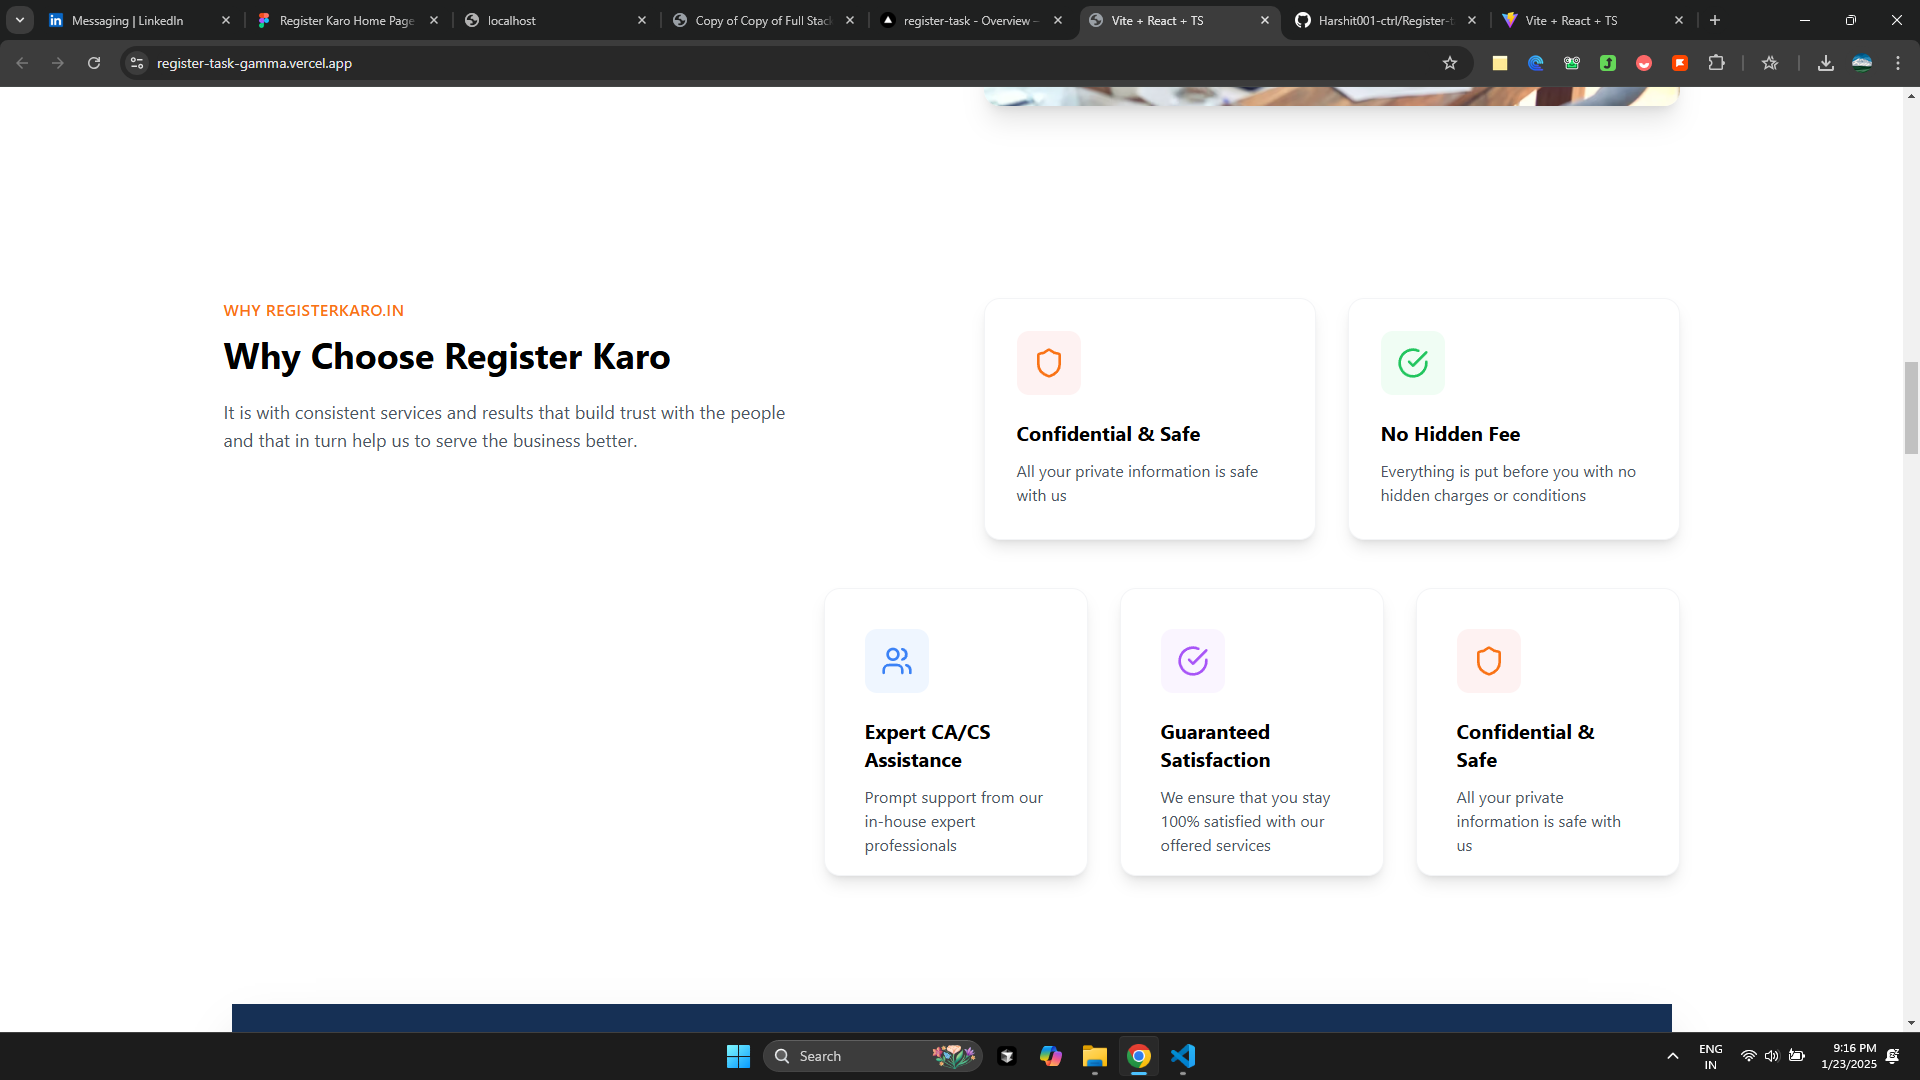 Messaging | LinkedIn
Register Karo Home Page
localhost
Copy of Copy of Full Stack
register-task - Overview –
Vite + React + TS
Harshit001-ctrl/Register-t
Vite + React + TS
register-task-gamma.vercel.app
WHY REGISTERKARO.IN
Why Choose Register Karo
It is with consistent services and results that build trust with the people
and that in turn help us to serve the business better.
Confidential & Safe
All your private information is safe
with us
No Hidden Fee
Everything is put before you with no
hidden charges or conditions
Expert CA/CS
Assistance
Prompt support from our
in-house expert
professionals
Guaranteed
Satisfaction
We ensure that you stay
100% satisfied with our
offered services
Confidential &
Safe
All your private
information is safe with
us
Search
ENG
IN
9:16 PM
1/23/2025